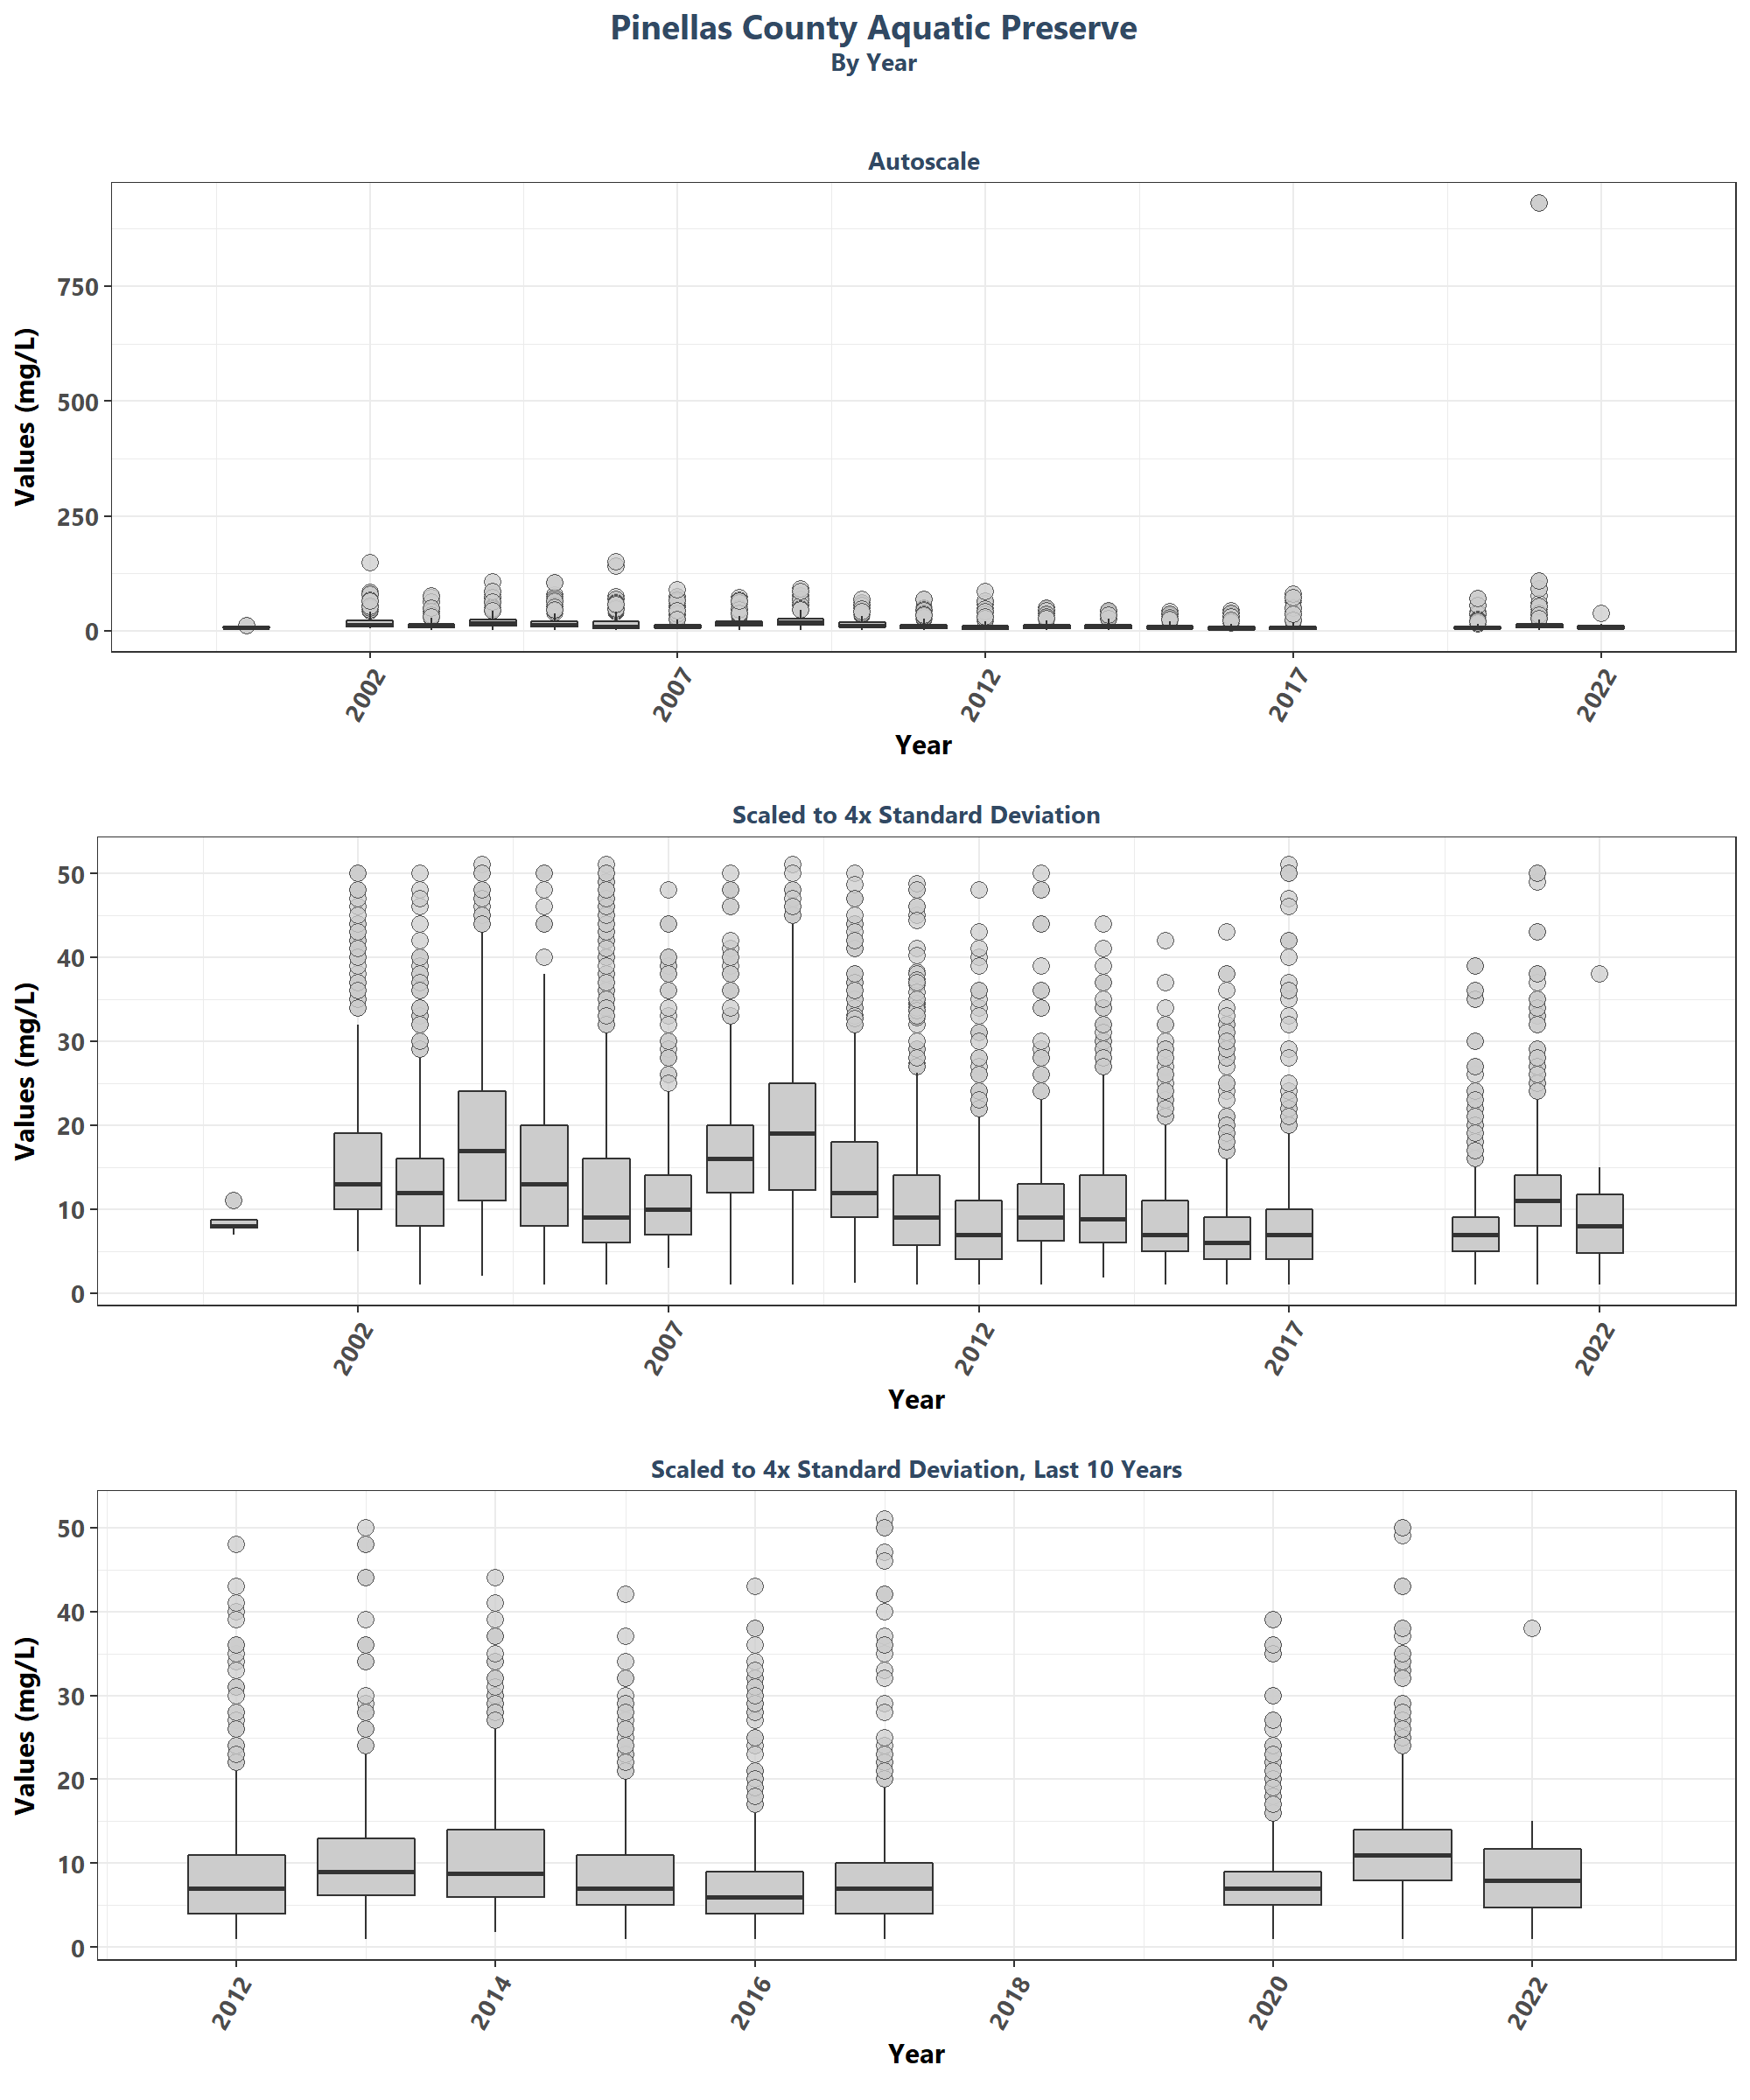 Pinellas County Aquatic Preserve
By Year
Autoscale
Values (mg/L)
750
500
250
0
2002
2007
2012
2017
2022
Year
Scaled to 4x Standard Deviation
Values (mg/L)
50
40
30
20
10
0
2002
2007
2012
2017
2022
Year
Scaled to 4x Standard Deviation, Last 10 Years
Values (mg/L)
50
40
30
20
10
0
2012
2014
2016
2018
2020
2022
Year